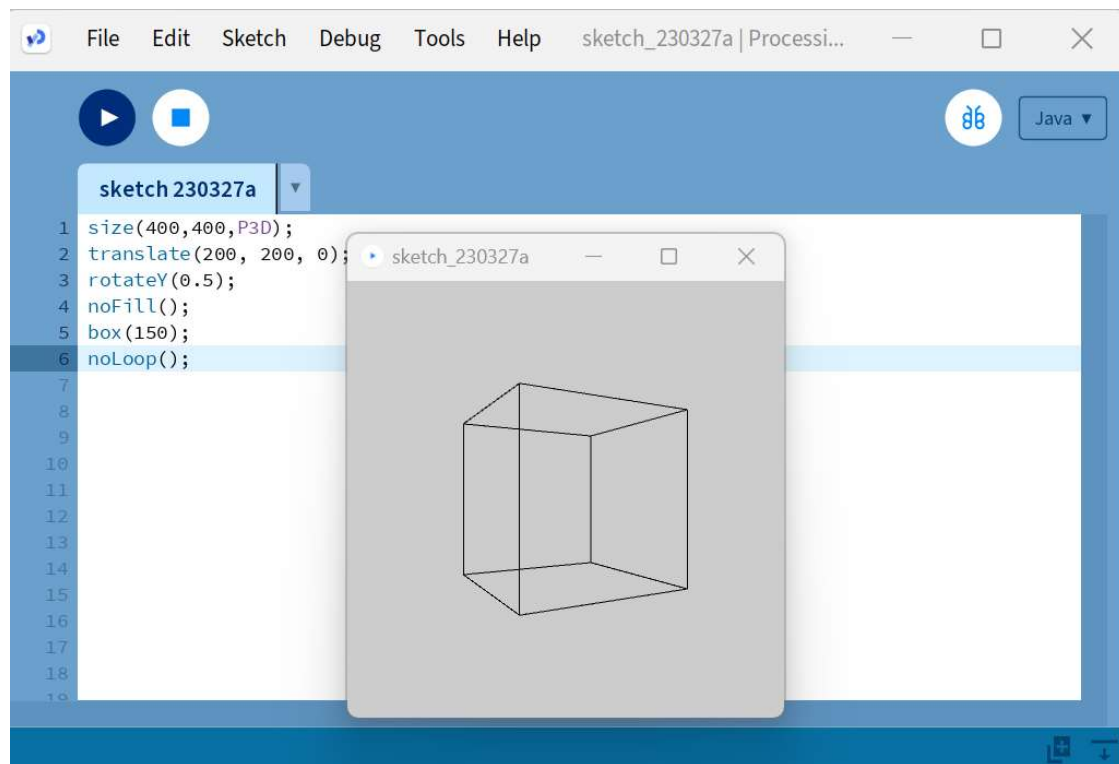 File Edit Sketch Debug Tools Help sketch_230327a | Processi...
Java ▼
sketch 230327a ▼
1 size(400,400,P3D);
2 translate(200, 200, 0);
3 rotateY(0.5);
4 noFill();
5 box(150);
6 noLoop();
7
8
9
10
11
12
13
14
15
16
17
18
19
sketch_230327a